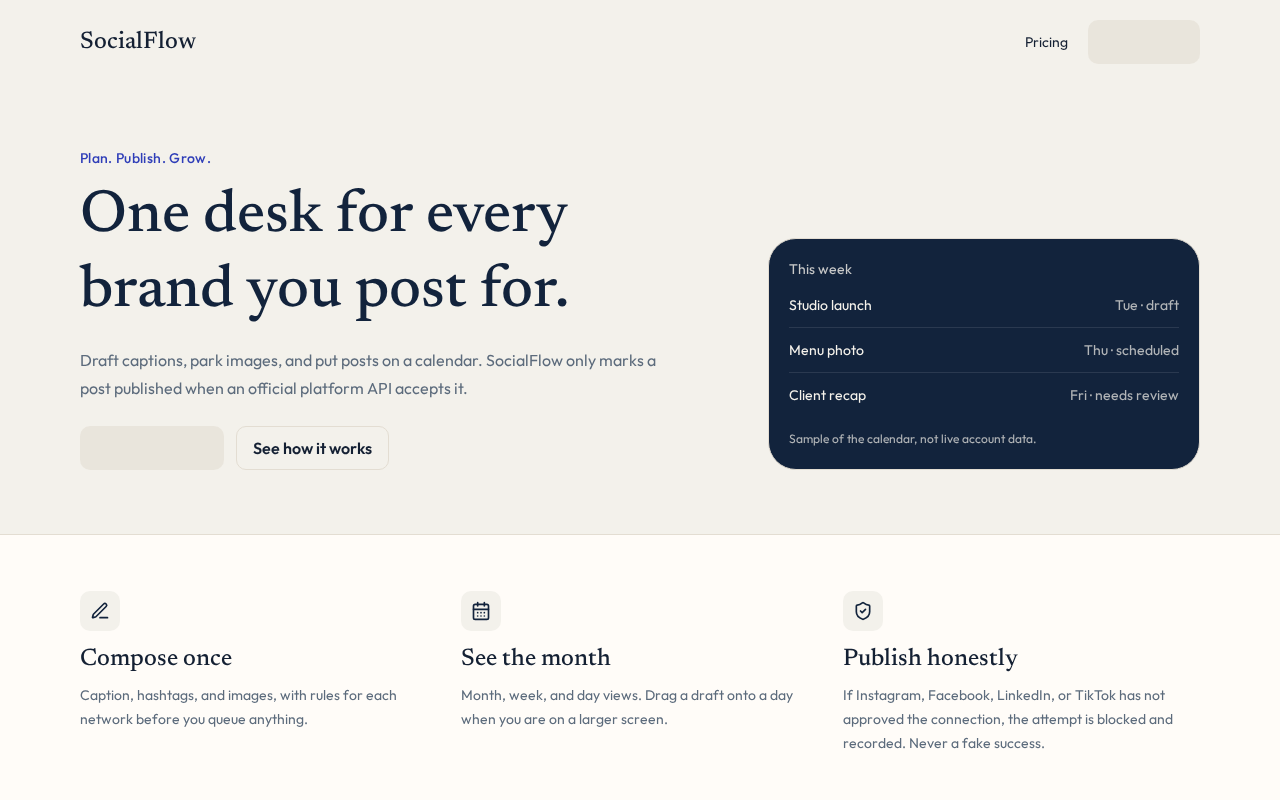 SocialFlow
Pricing
Plan. Publish. Grow.
One desk for every
brand you post for.
Draft captions, park images, and put posts on a calendar. SocialFlow only marks a
post published when an official platform API accepts it.
See how it works
This week
Studio launch Tue · draft
Menu photo Thu · scheduled
Client recap Fri · needs review
Sample of the calendar, not live account data.
Compose once
Caption, hashtags, and images, with rules for each
network before you queue anything.
See the month
Month, week, and day views. Drag a draft onto a day
when you are on a larger screen.
Publish honestly
If Instagram, Facebook, LinkedIn, or TikTok has not
approved the connection, the attempt is blocked and
recorded. Never a fake success.